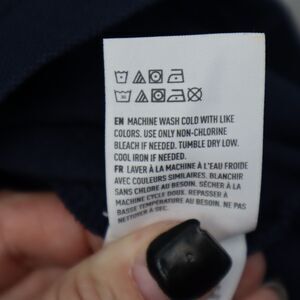 EN MACHINE WASH COLD WITH LIKE
COLORS. USE ONLY NON-CHLORINE
BLEACH IF NEEDED. TUMBLE DRY LOW.
COOL IRON IF NEEDED.
FR LAVER À LA MACHINE À L'EAU FROIDE
AVEC COULEURS SIMILAIRES. BLANCHIR
SANS CHLORE AU BESOIN. SÉCHER À LA
MACHINE CYCLE DOUX. REPASSER À
BASSE TEMPÉRATURE AU BESOIN. NE PAS
NETTOYER À SEC.